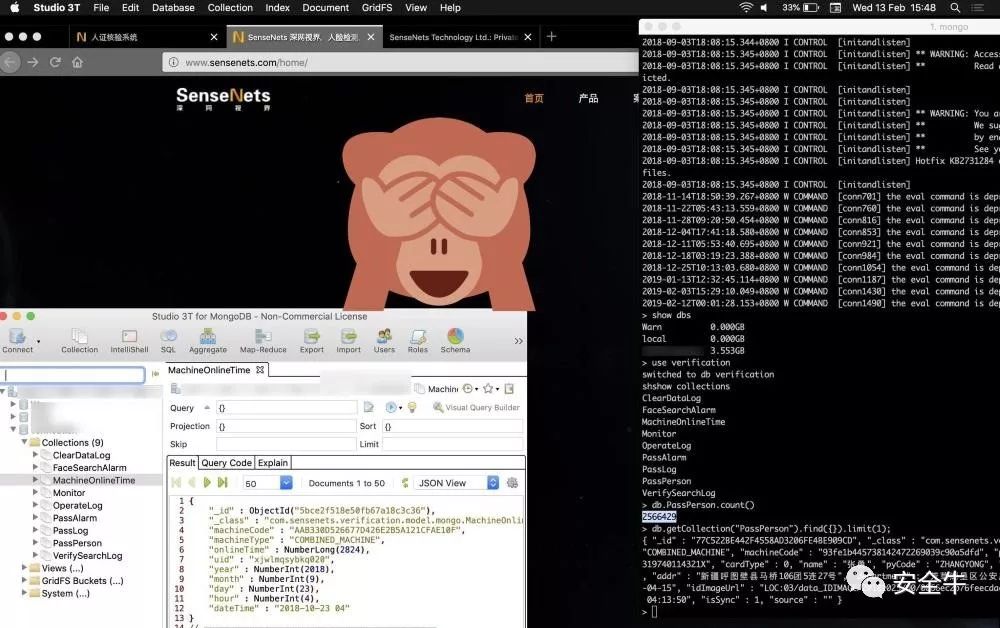 Studio 3T File Edit Database Collection Index Document GridFS View Help 33% Wed 13 Feb 15:48
人证核验系统
SenseNets 深网视界,人脸检测
SenseNets Technology Ltd.: Private
www.sensenets.com/home/
SenseNets
深网视界
首页 产品
Studio 3T for MongoDB - Non-Commercial License
Connect Collection IntelliShell SQL Aggregate Map-Reduce Export Import Users Roles Schema
MachineOnlineTime
Machin
Query {}
Visual Query Builder
Projection {} Sort {}
Skip Limit
Result Query Code Explain
50 Documents 1 to 50 JSON View
Collections (9)
ClearDataLog
FaceSearchAlarm
MachineOnlineTime
Monitor
OperateLog
PassAlarm
PassLog
PassPerson
VerifySearchLog
Views (...)
GridFS Buckets (...)
System (...)
1 {
2 "_id" : ObjectId("5bce2f518e50fb67a18c3c36"),
3 "_class" : "com.sensenets.verification.model.mongo.MachineOnlin
4 "machineCode" : "AAB330D526677D426E2B5A121CFAE10F",
5 "machineType" : "COMBINED_MACHINE",
6 "onlineTime" : NumberLong(2824),
7 "uid" : "xjwlmqsybkq020",
8 "year" : NumberInt(2018),
9 "month" : NumberInt(9),
10 "day" : NumberInt(23),
11 "hour" : NumberInt(4),
12 "dateTime" : "2018-10-23 04"
13 }
14 //
1. mongo
2018-09-03T18:08:15.344+0800 I CONTROL [initandlisten]
2018-09-03T18:08:15.345+0800 I CONTROL [initandlisten] ** WARNING: Acces
2018-09-03T18:08:15.345+0800 I CONTROL [initandlisten] ** Read
icted.
2018-09-03T18:08:15.345+0800 I CONTROL [initandlisten]
2018-09-03T18:08:15.345+0800 I CONTROL [initandlisten]
2018-09-03T18:08:15.345+0800 I CONTROL [initandlisten] ** WARNING: You a
2018-09-03T18:08:15.345+0800 I CONTROL [initandlisten] ** We su
2018-09-03T18:08:15.345+0800 I CONTROL [initandlisten] ** by en
2018-09-03T18:08:15.345+0800 I CONTROL [initandlisten] ** See y
2018-09-03T18:08:15.345+0800 I CONTROL [initandlisten] Hotfix KB2731284
files.
2018-09-03T18:08:15.345+0800 I CONTROL [initandlisten]
2018-11-14T18:50:39.267+0800 W COMMAND [conn701] the eval command is dep
2018-11-22T05:43:13.559+0800 W COMMAND [conn760] the eval command is dep
2018-11-28T09:20:50.454+0800 W COMMAND [conn816] the eval command is dep
2018-12-04T17:41:18.580+0800 W COMMAND [conn853] the eval command is dep
2018-12-11T05:53:40.695+0800 W COMMAND [conn921] the eval command is dep
2018-12-18T03:19:23.388+0800 W COMMAND [conn984] the eval command is dep
2018-12-25T10:13:03.680+0800 W COMMAND [conn1054] the eval command is de
2019-01-13T12:32:45.114+0800 W COMMAND [conn1187] the eval command is de
2019-02-03T15:29:10.049+0800 W COMMAND [conn1430] the eval command is de
2019-02-12T00:01:28.153+0800 W COMMAND [conn1490] the eval command is de
> show dbs
Warn 0.000GB
local 0.000GB
3.553GB
> use verification
switched to db verification
shshow collections
ClearDataLog
FaceSearchAlarm
MachineOnlineTime
Monitor
OperateLog
PassAlarm
PassLog
PassPerson
VerifySearchLog
> db.PassPerson.count()
2566429
> db.getCollection("PassPerson").find({}).limit(1);
{ "_id" : "77C522BE442F4558AD3206FE4BE909CD", "_class" : "com.sensenets.v
"COMBINED_MACHINE", "machineCode" : "93fe1b445738142472269039c90a5dfd", "
319740114321X", "cardType" : 0, "name" : "张 "pyCode" : "ZHANGYONG",
, "addr" : "新疆呼图壁县马桥106团5连27号",
-04-15", "idImageUrl" : "LOC:03/data_IDIMAG
04:13:50", "isSync" : 1, "source" : "" }
>
安全牛